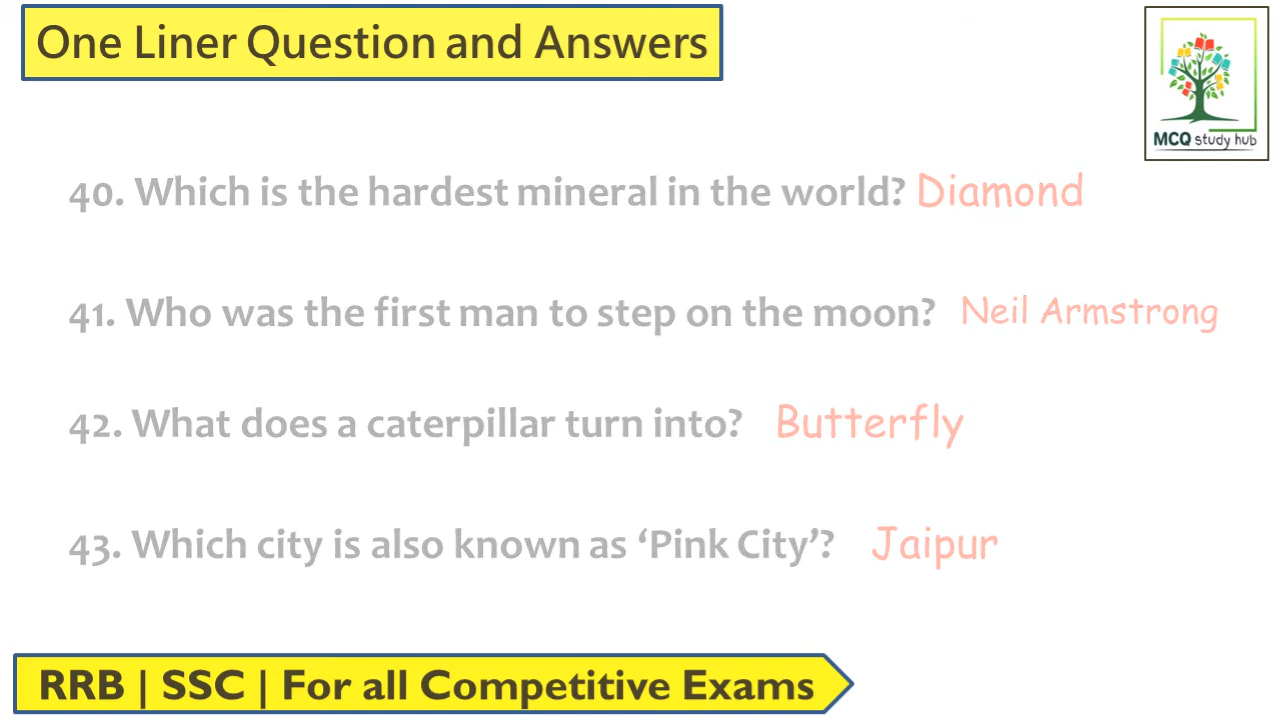 One Liner Question and Answers
MCQ study hub
40. Which is the hardest mineral in the world? Diamond
41. Who was the first man to step on the moon? Neil Armstrong
42. What does a caterpillar turn into? Butterfly
43. Which city is also known as ‘Pink City’? Jaipur
RRB | SSC | For all Competitive Exams